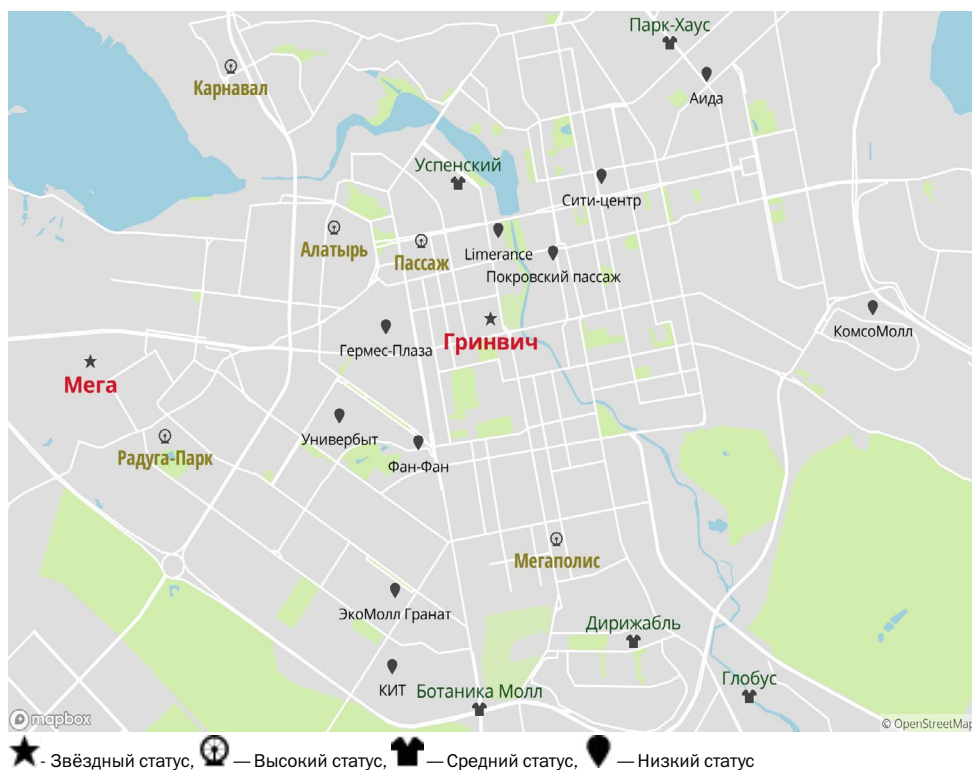 Парк-Хаус
Карнавал
Аида
Успенский
Сити-центр
Алатырь
Пассаж
Limerance
Покровский пассаж
КомсоМолл
Гермес-Плаза
Гринвич
Мега
Универбыт
Радуга-Парк
Фан-Фан
Мегаполис
ЭкоМолл Гранат
Дирижабль
Глобус
КИТ
Ботаника Молл
mapbox
© OpenStreetMap
- Звёздный статус, — Высокий статус, — Средний статус, — Низкий статус